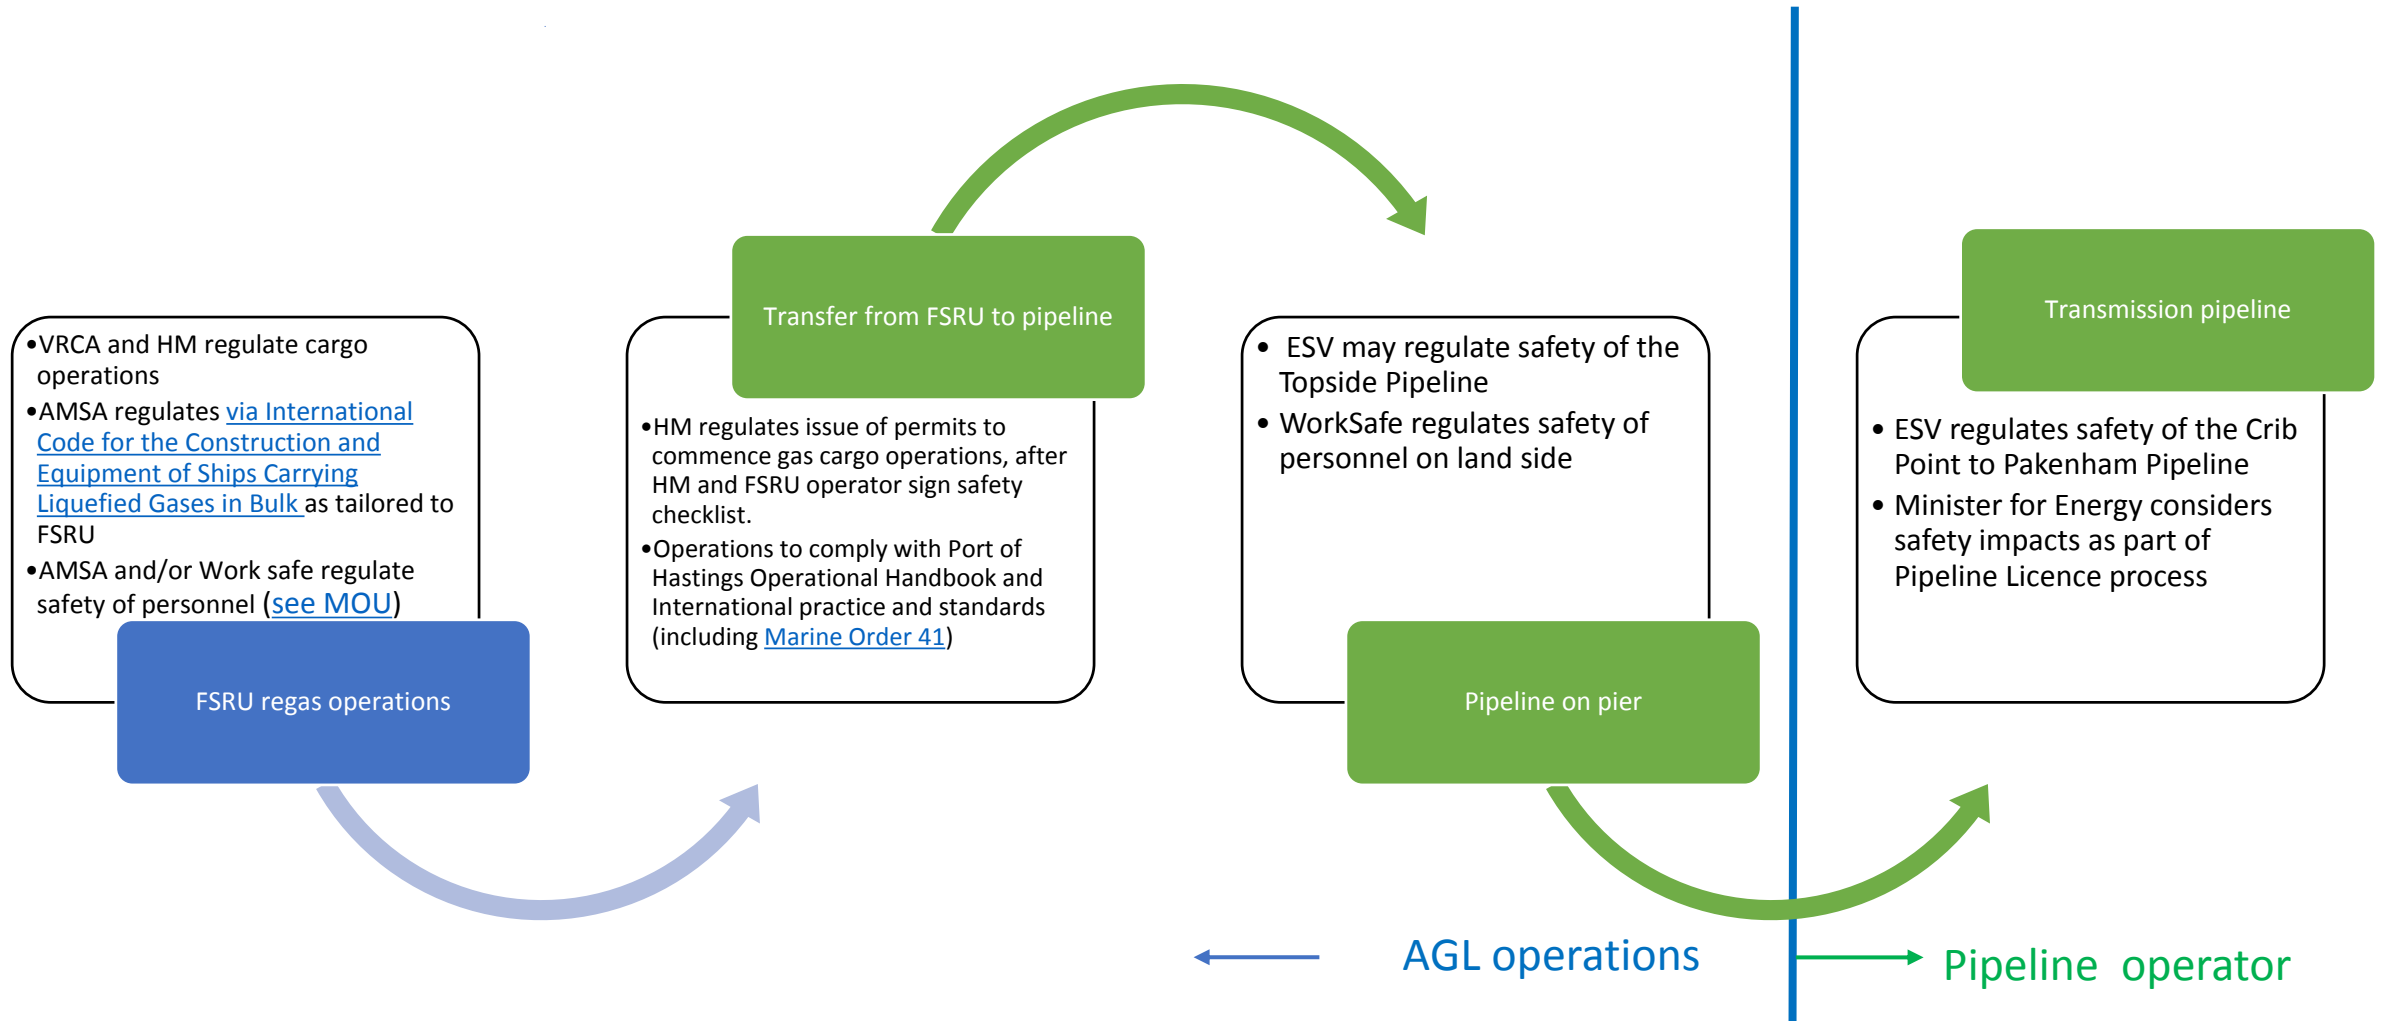 •VRCA and HM regulate cargo
operations
•AMSA regulates via International
Code for the Construction and
Equipment of Ships Carrying
Liquefied Gases in Bulk as tailored to
FSRU
•AMSA and/or Work safe regulate
safety of personnel (see MOU)
FSRU regas operations
Transfer from FSRU to pipeline
•HM regulates issue of permits to
commence gas cargo operations, after
HM and FSRU operator sign safety
checklist.
•Operations to comply with Port of
Hastings Operational Handbook and
International practice and standards
(including Marine Order 41)
• ESV may regulate safety of the
Topside Pipeline
• WorkSafe regulates safety of
personnel on land side
Pipeline on pier
Transmission pipeline
• ESV regulates safety of the Crib
Point to Pakenham Pipeline
• Minister for Energy considers
safety impacts as part of
Pipeline Licence process
AGL operations
Pipeline operator